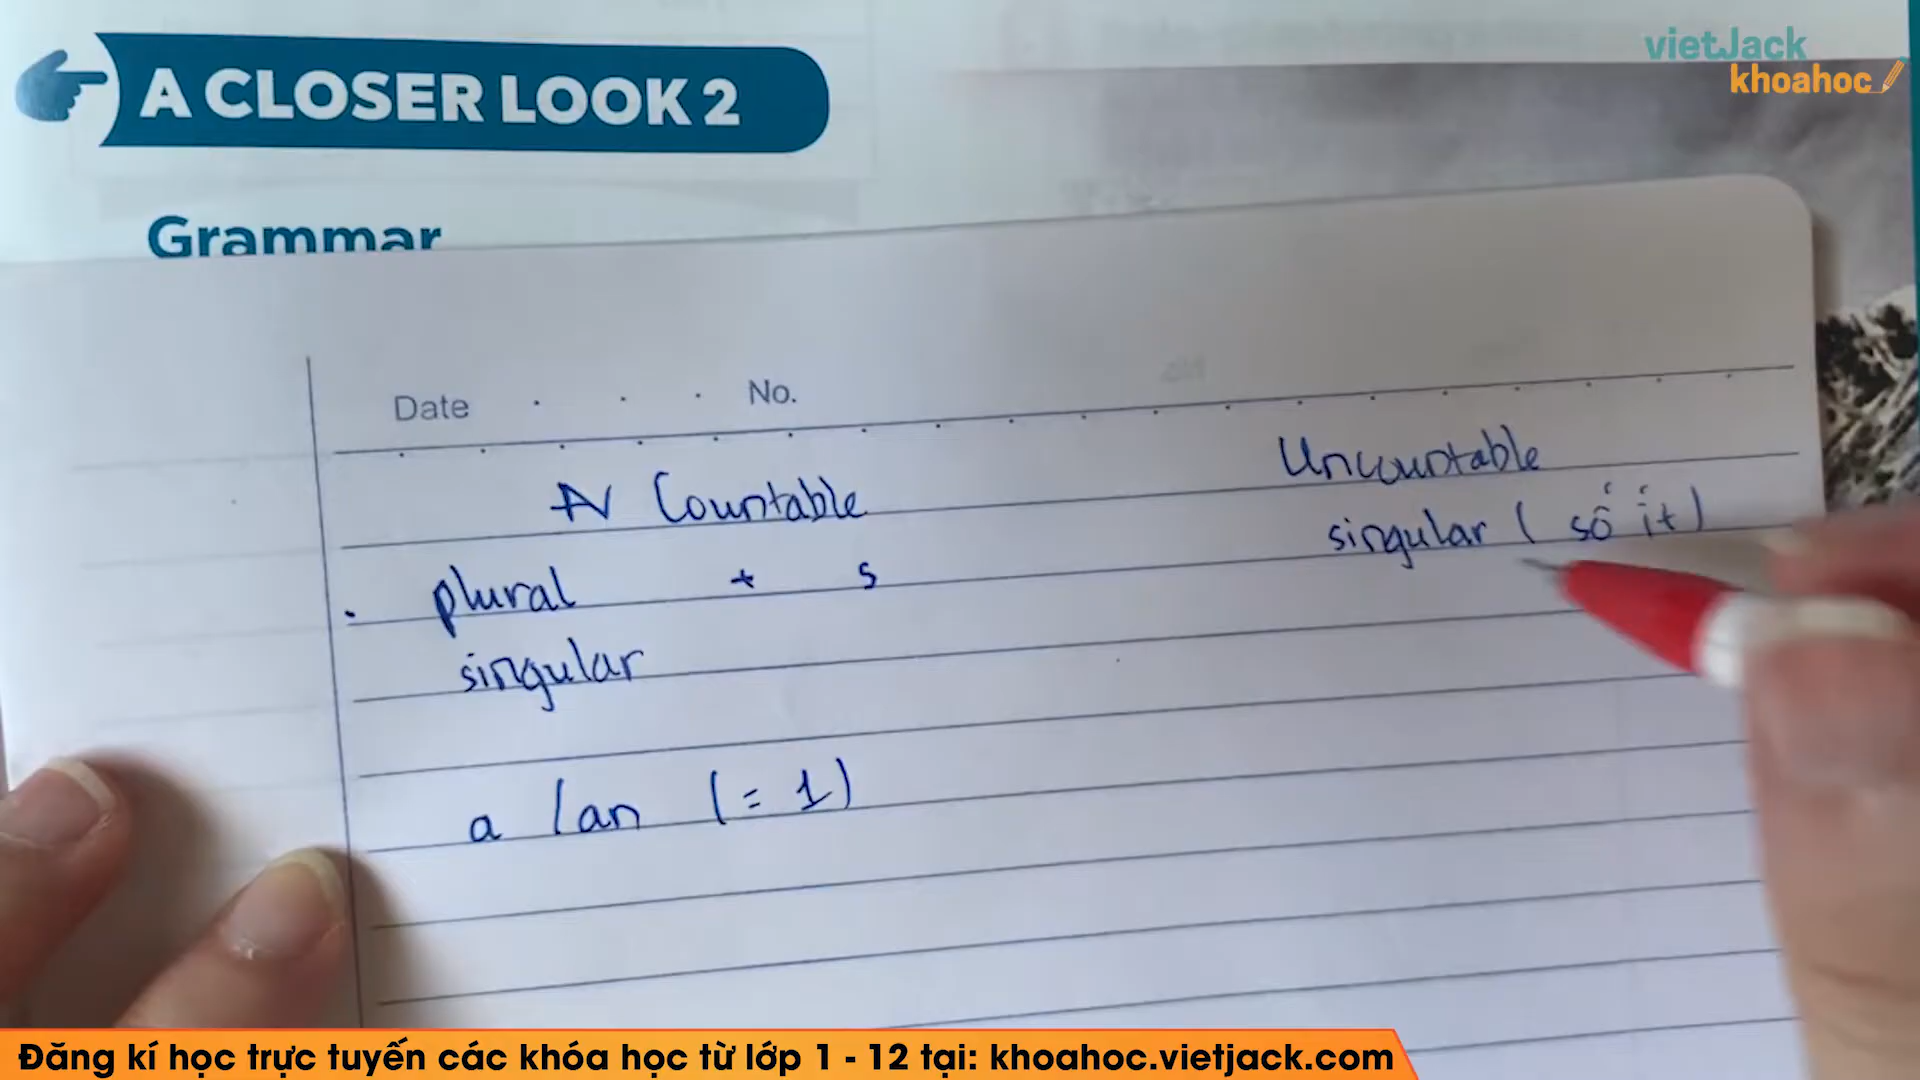 A CLOSER LOOK 2
vietJack
khoahoc
Grammar
Date . . . No.
N Countable
Uncountable
singular ( số ít)
. plural + s
singular
a / an ( = 1)
Đăng kí học trực tuyến các khóa học từ lớp 1 - 12 tại: khoahoc.vietjack.com